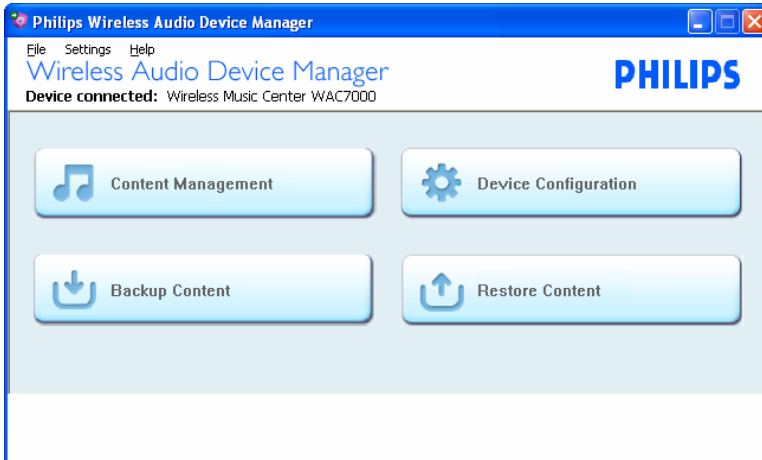 Philips Wireless Audio Device Manager
File Settings Help
Wireless Audio Device Manager
PHILIPS
Device connected: Wireless Music Center WAC7000
Content Management
Device Configuration
Backup Content
Restore Content